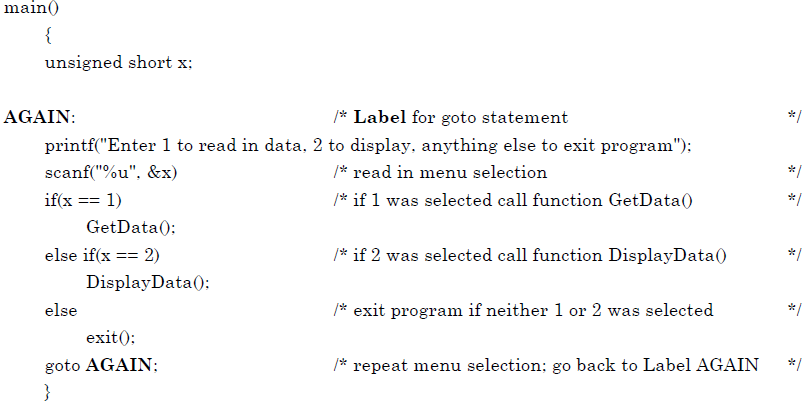 main()
{
unsigned short x;
AGAIN: /* Label for goto statement */
printf("Enter 1 to read in data, 2 to display, anything else to exit program");
scanf("%u", &x) /* read in menu selection */
if(x == 1) /* if 1 was selected call function GetData() */
GetData();
else if(x == 2) /* if 2 was selected call function DisplayData() */
DisplayData();
else /* exit program if neither 1 or 2 was selected */
exit();
goto AGAIN; /* repeat menu selection; go back to Label AGAIN */
}